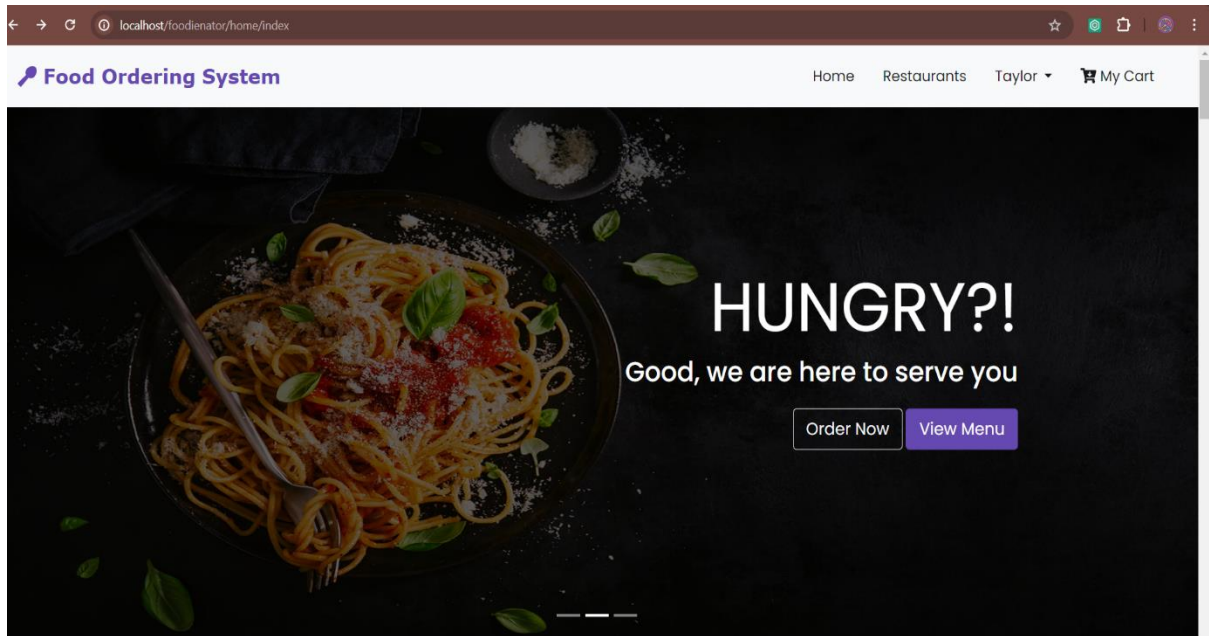 localhost/foodienator/home/index
Food Ordering System
Home Restaurants Taylor My Cart
HUNGRY?!
Good, we are here to serve you
Order Now View Menu